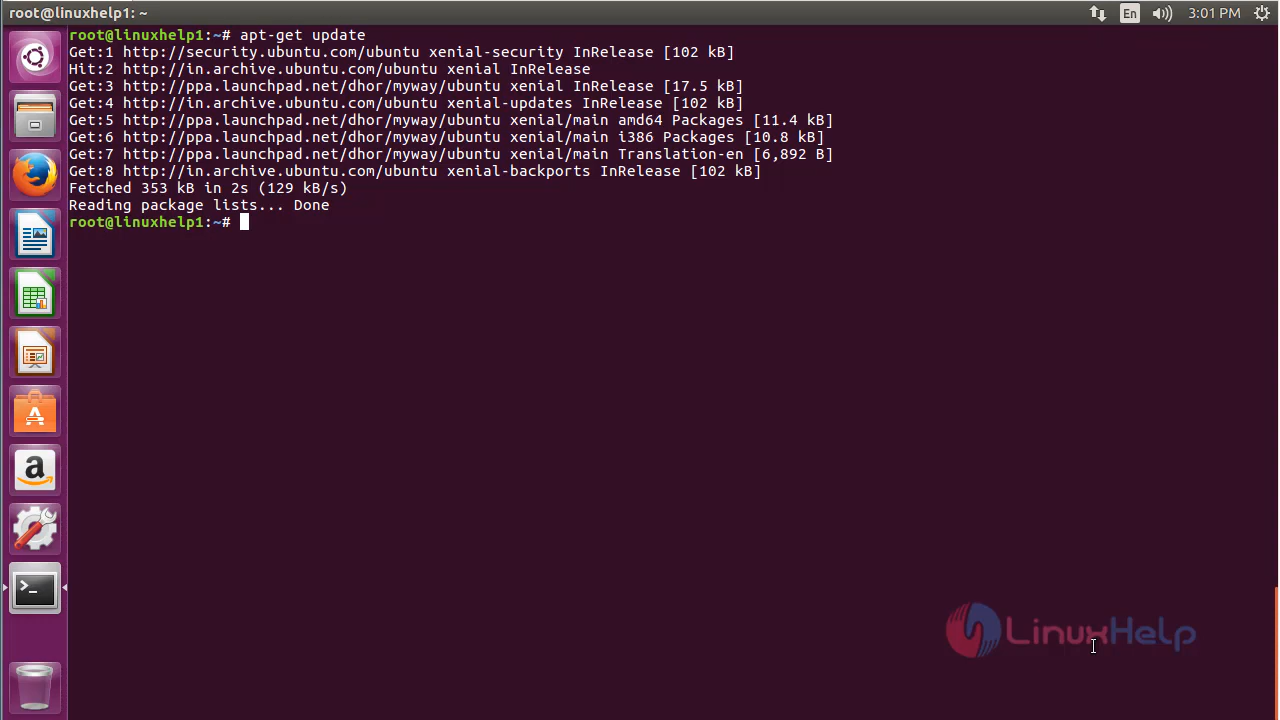 root@linuxhelp1: ~
En
3:01 PM
root@linuxhelp1:~# apt-get update
Get:1 http://security.ubuntu.com/ubuntu xenial-security InRelease [102 kB]
Hit:2 http://in.archive.ubuntu.com/ubuntu xenial InRelease
Get:3 http://ppa.launchpad.net/dhor/myway/ubuntu xenial InRelease [17.5 kB]
Get:4 http://in.archive.ubuntu.com/ubuntu xenial-updates InRelease [102 kB]
Get:5 http://ppa.launchpad.net/dhor/myway/ubuntu xenial/main amd64 Packages [11.4 kB]
Get:6 http://ppa.launchpad.net/dhor/myway/ubuntu xenial/main i386 Packages [10.8 kB]
Get:7 http://ppa.launchpad.net/dhor/myway/ubuntu xenial/main Translation-en [6,892 B]
Get:8 http://in.archive.ubuntu.com/ubuntu xenial-backports InRelease [102 kB]
Fetched 353 kB in 2s (129 kB/s)
Reading package lists... Done
root@linuxhelp1:~#
LinuxHelp